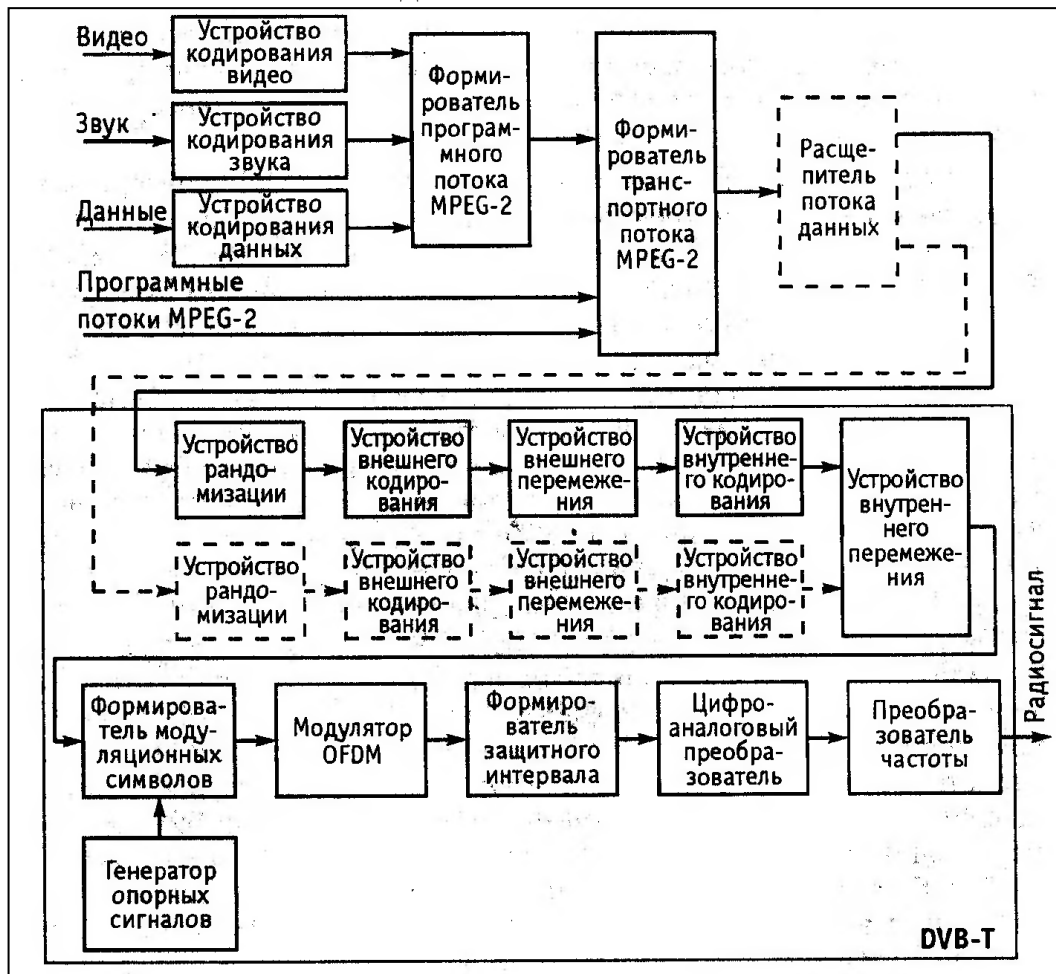 Видео
Устройство
кодирования
видео
Звук
Устройство
кодирования
звука
Данные
Устройство
кодирования
данных
Форми-
рователь
програм-
много
потока
MPEG-2
Программные
потоки MPEG-2
Форми-
рователь
транс-
портного
потока
MPEG-2
Расще-
питель
потока
данных
Устройство
рандо-
мизации
Устройство
внешнего
кодиро-
вания
Устройство
внешнего
перемеже-
ния
Устройство
внутренне-
го кодиро-
вания
Устройство
внутрен-
него
перемеже-
ния
Устройство
рандо-
мизации
Устройство
внешнего
кодиро-
вания
Устройство
внешнего
перемеже-
ния
Устройство
внутренне-
го кодиро-
вания
Формирова-
тель моду-
ляционных
символов
Модулятор
OFDM
Формиро-
ватель
защитного
интервала
Цифро-
аналоговый
преобра-
зователь
Преобра-
зователь
частоты
Радиосигнал
Генератор
опорных
сигналов
DVB-T